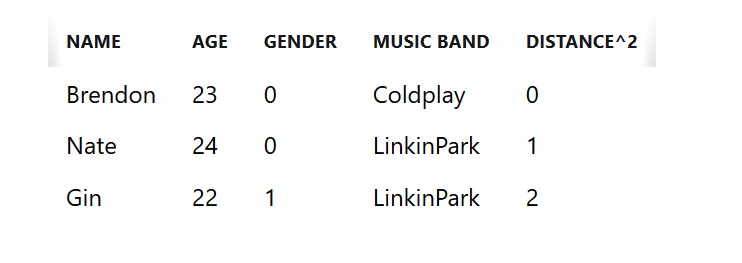 NAME AGE GENDER MUSIC BAND DISTANCE^2
Brendon 23 0 Coldplay 0
Nate 24 0 LinkinPark 1
Gin 22 1 LinkinPark 2